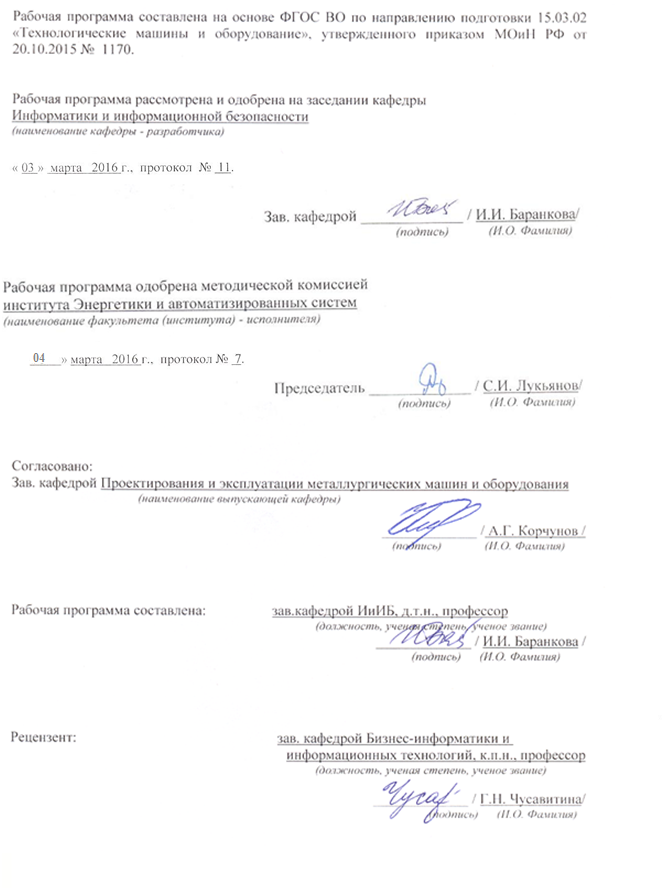 Рабочая программа составлена на основе ФГОС ВО по направлению подготовки 15.03.02
«Технологические машины и оборудование», утвержденного приказом МОиН РФ от
20.10.2015 № 1170.
Рабочая программа рассмотрена и одобрена на заседании кафедры
Информатики и информационной безопасности
(наименование кафедры - разработчика)
« 03 » марта 2016 г., протокол № 11.
Зав. кафедрой / И.И. Баранкова/
(подпись) (И.О. Фамилия)
Рабочая программа одобрена методической комиссией
института Энергетики и автоматизированных систем
(наименование факультета (института) - исполнителя)
04 » марта 2016 г., протокол № 7.
Председатель / С.И. Лукьянов/
(подпись) (И.О. Фамилия)
Согласовано:
Зав. кафедрой Проектирования и эксплуатации металлургических машин и оборудования
(наименование выпускающей кафедры)
/ А.Г. Корчунов /
(подпись) (И.О. Фамилия)
Рабочая программа составлена: зав.кафедрой ИиИБ, д.т.н., профессор
(должность, ученая степень, ученое звание)
/ И.И. Баранкова /
(подпись) (И.О. Фамилия)
Рецензент: зав. кафедрой Бизнес-информатики и
информационных технологий, к.п.н., профессор
(должность, ученая степень, ученое звание)
/ Г.Н. Чусавитина/
(подпись) (И.О. Фамилия)